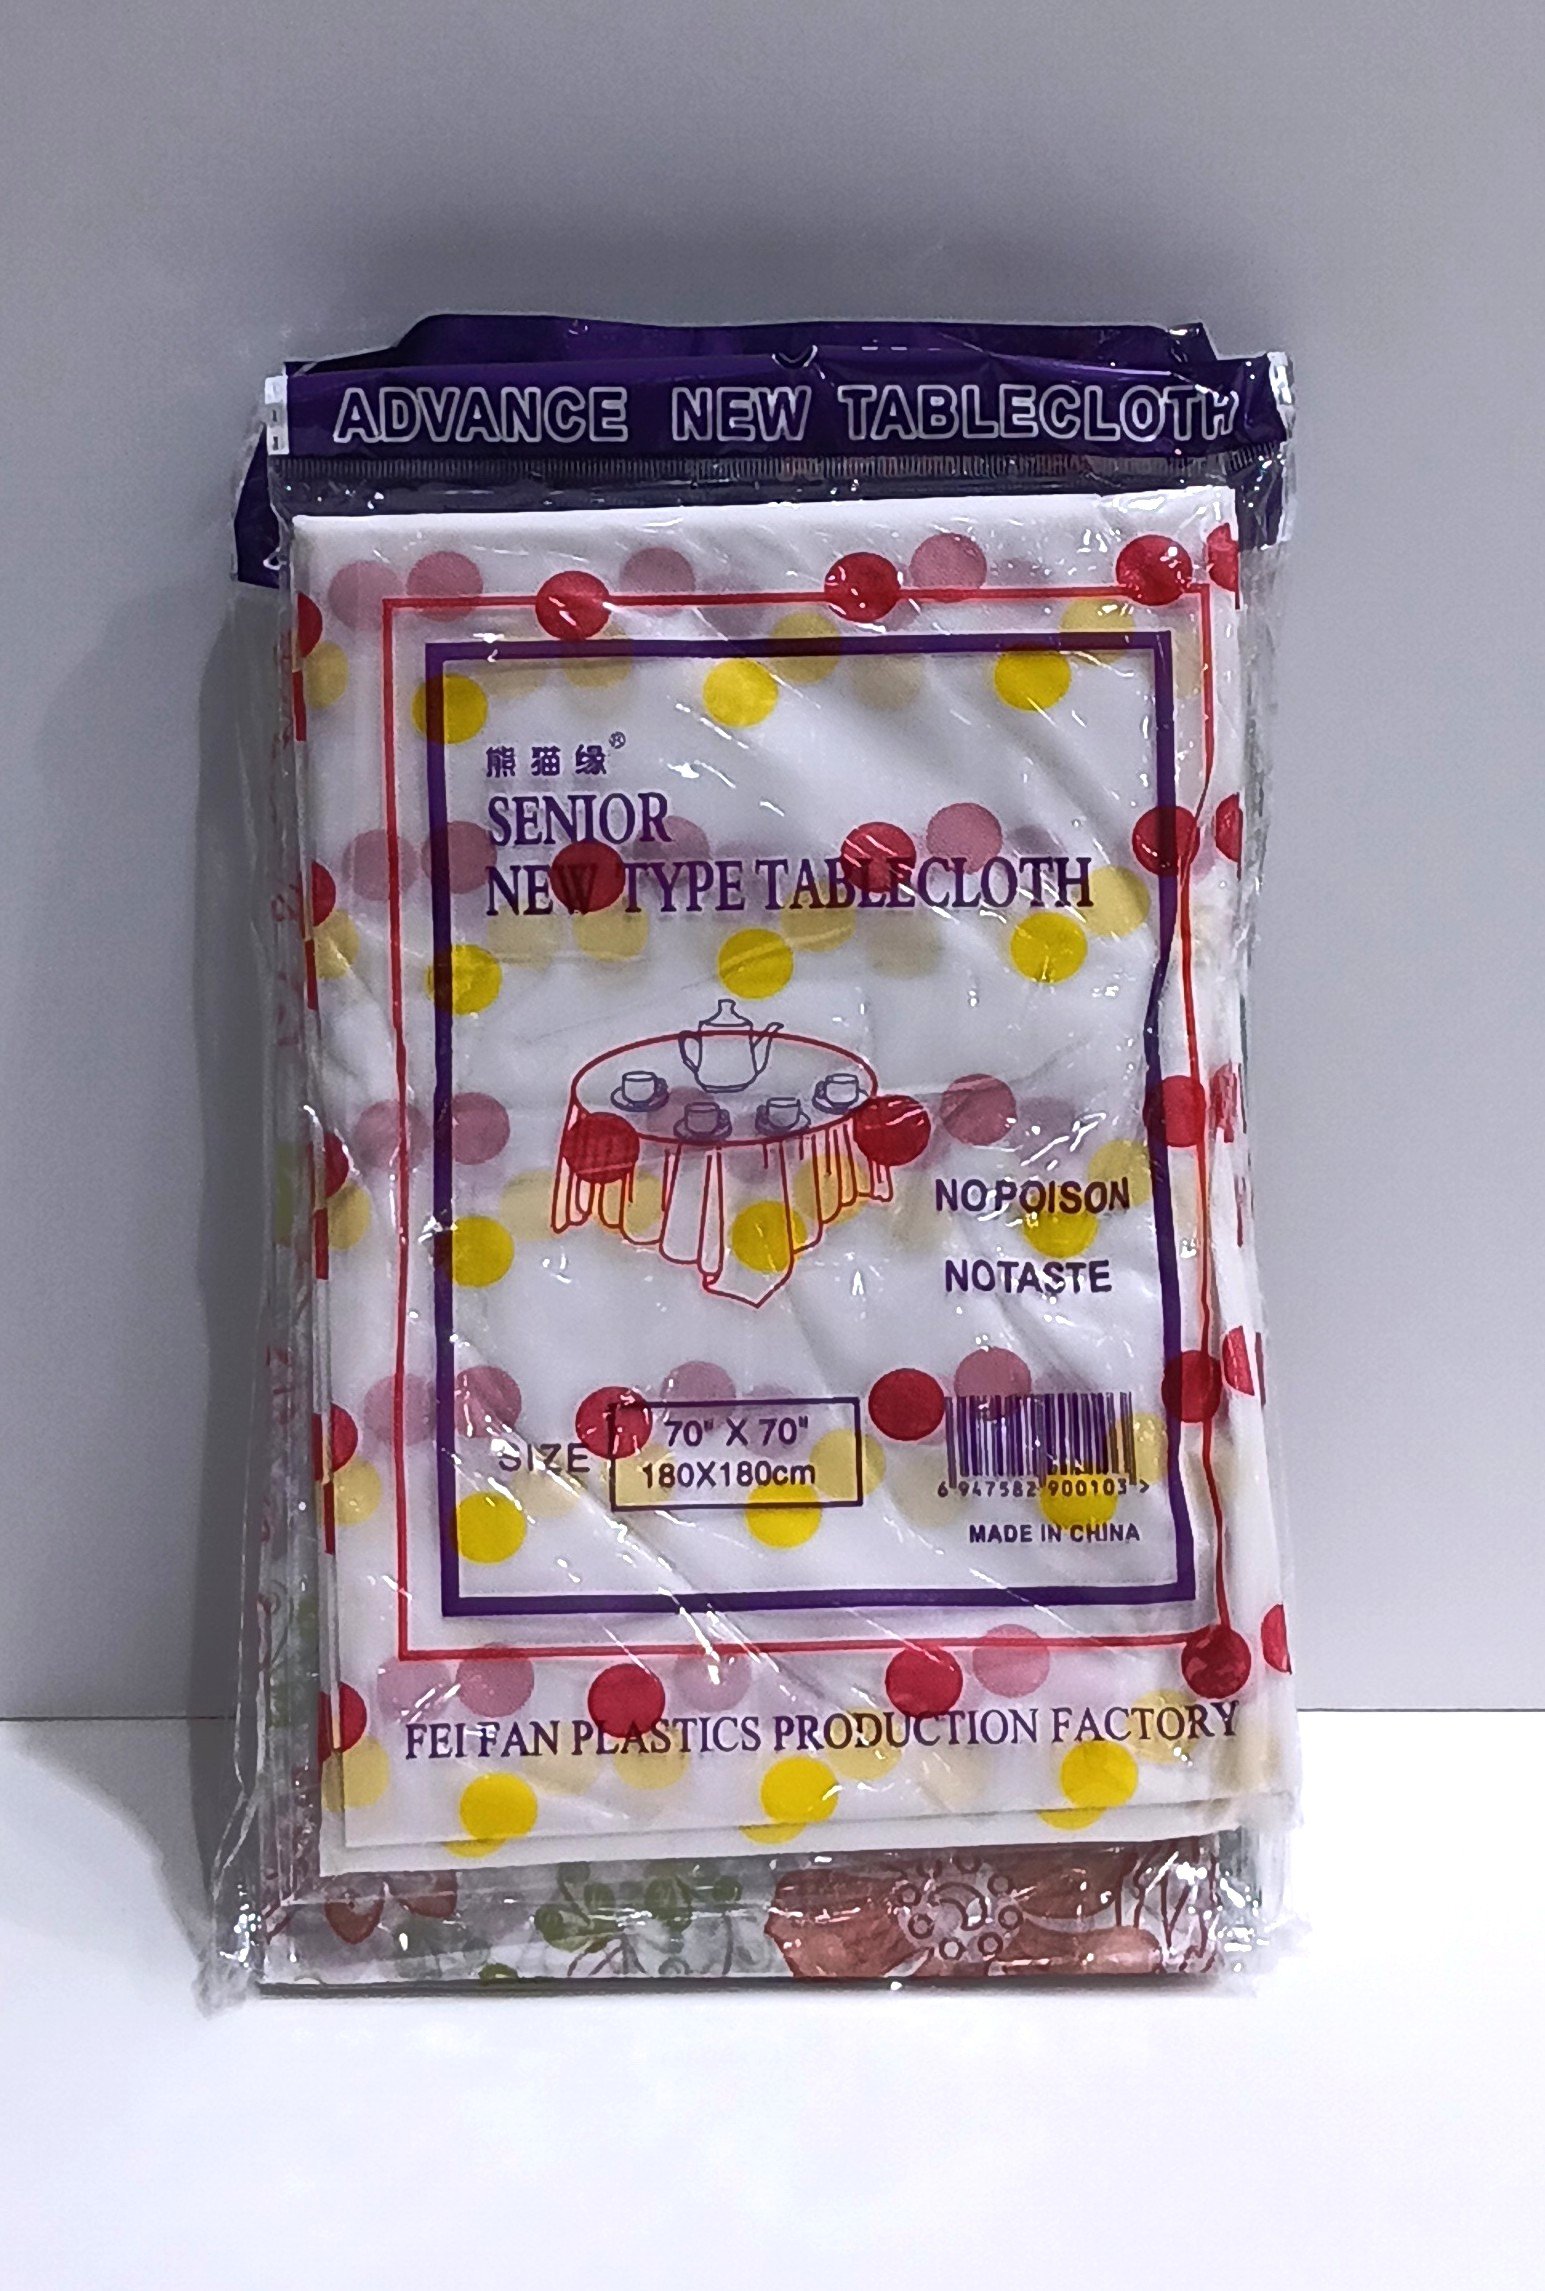 ADVANCE NEW TABLECLOTH
熊猫缘®
SENIOR
NEW TYPE TABLECLOTH
NO POISON
NOTASTE
SIZE
70" X 70"
180X180cm
6 947582 900103 >
MADE IN CHINA
FEI FAN PLASTICS PRODUCTION FACTORY